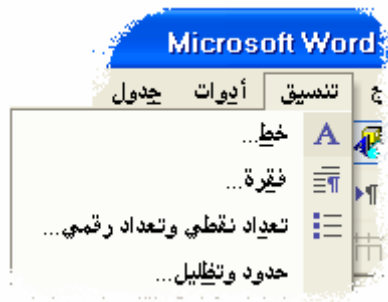 Microsoft Word
تنسيق أدوات جدول
خط...
فقرة...
تعداد نقطي وتعداد رقمي...
حدود وتظليل...